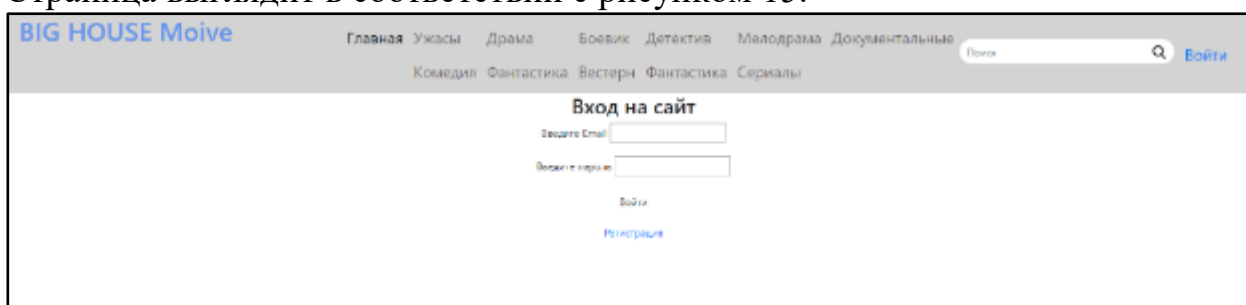 Страница выглядит в соответствии с рисунком 15.
BIG HOUSE Moive
Главная Ужасы Драма Боевик Детектив Мелодрама Документальные
Поиск
Войти
Комедия Фантастика Вестерн Фантастика Сериалы
Вход на сайт
Введите Email
Введите пароль
Войти
Регистрация